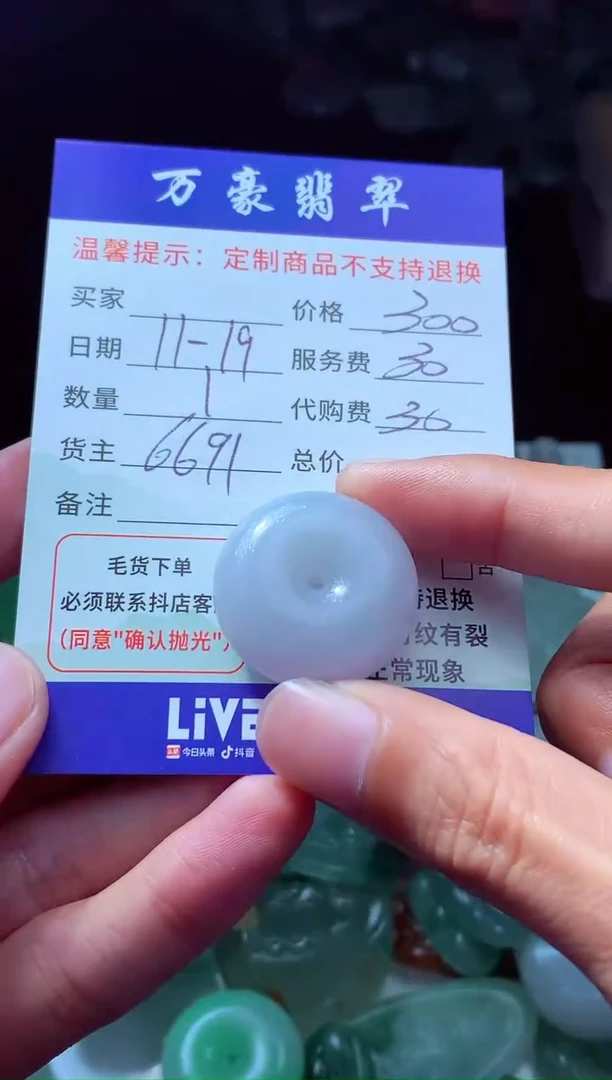 万豪翡翠
温馨提示：定制商品不支持退换
买家 价格 300
日期 11-19 服务费 30
数量 1 代购费 30
货主 6691 总价
备注
毛货下单 否
必须联系抖店客 退换
(同意"确认抛光") 纹有裂
正常现象
LiVE
头条 今日头条 抖音